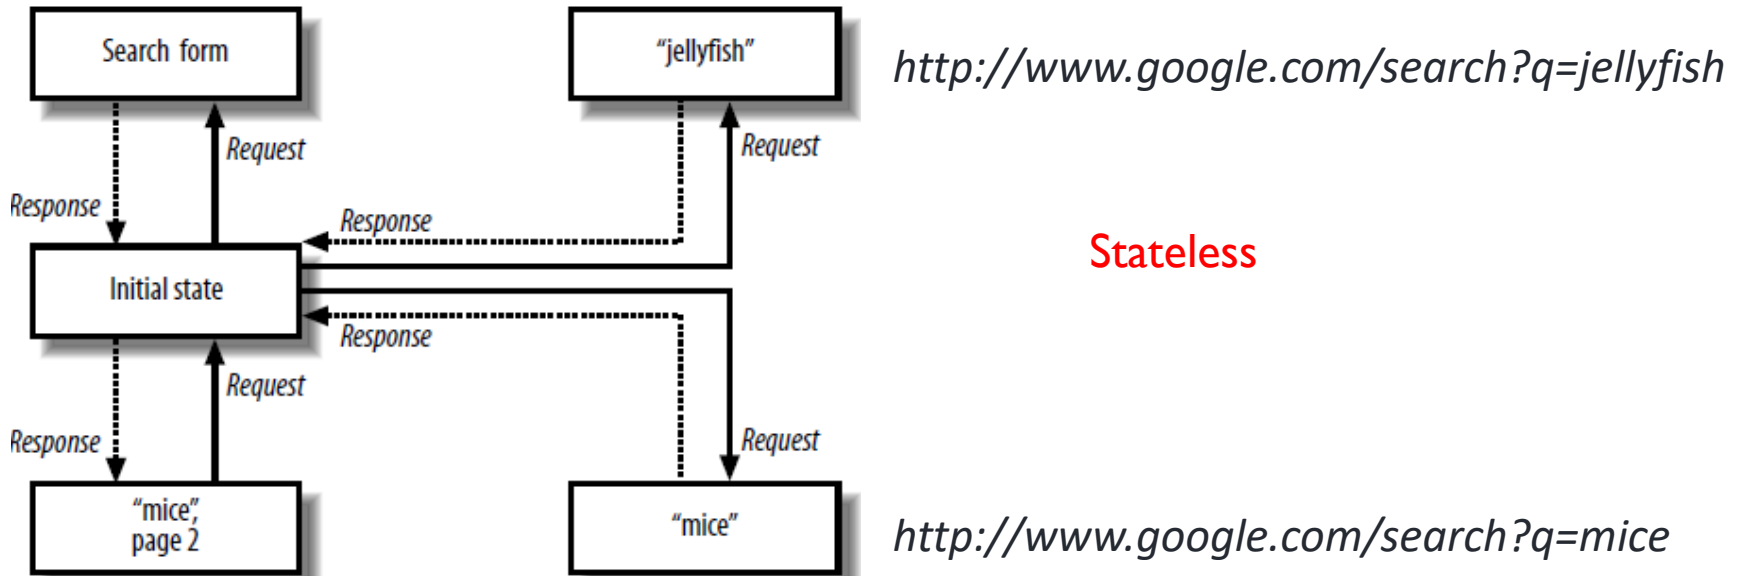 Search form
“jellyfish”
http://www.google.com/search?q=jellyfish
Request
Request
Response
Response
Stateless
Initial state
Response
Request
Response
Request
“mice”,
page 2
“mice”
http://www.google.com/search?q=mice